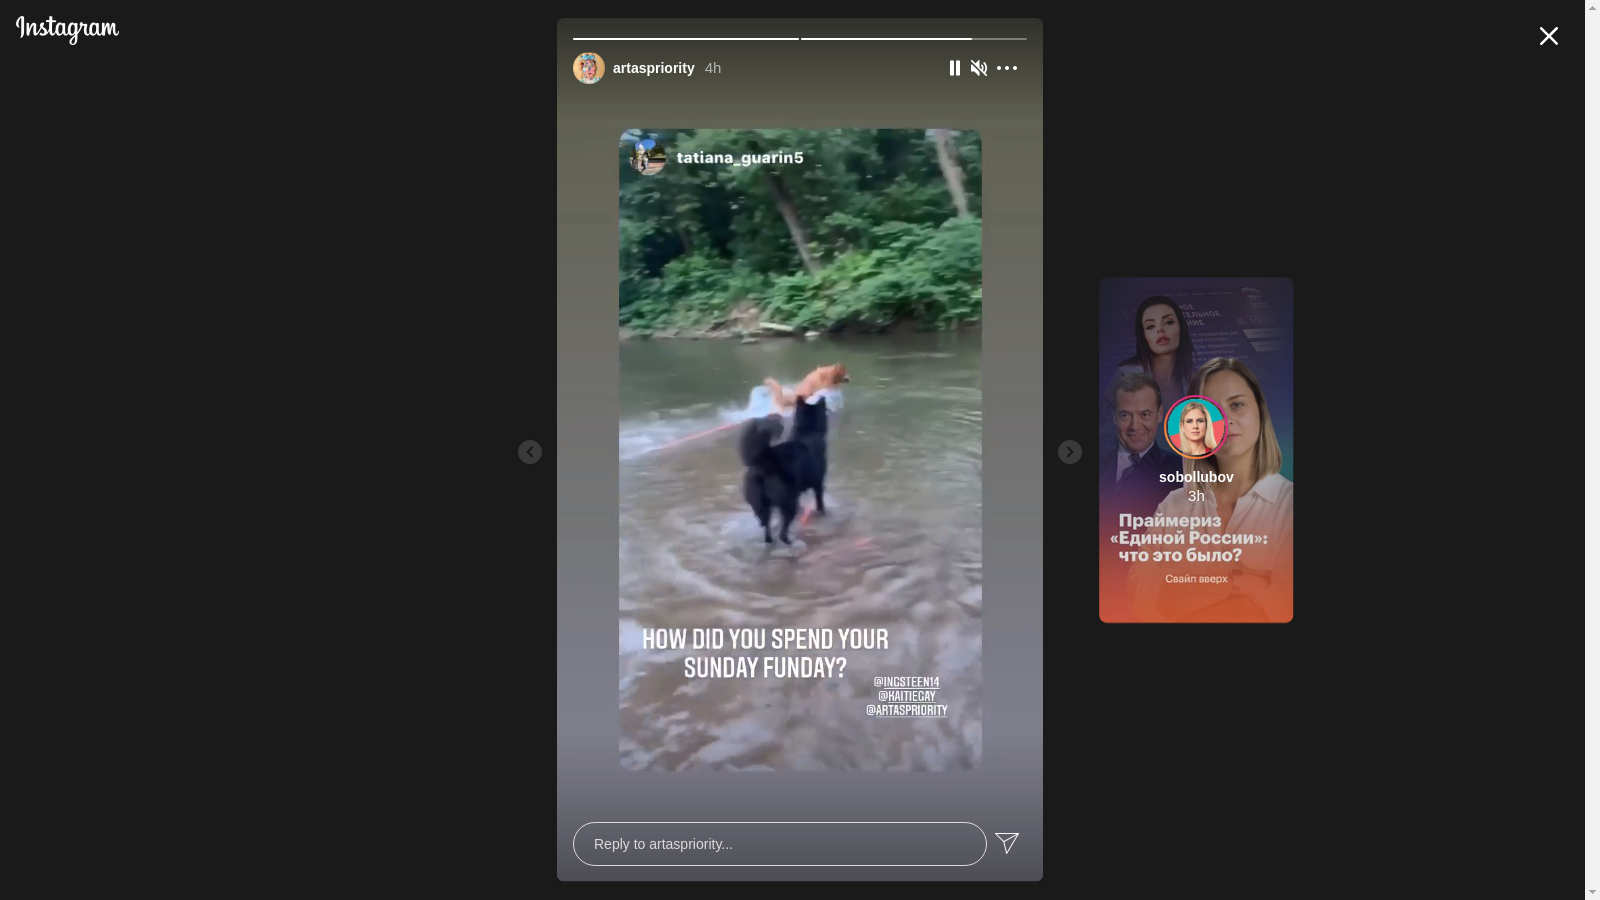 Instagram
artaspriority 4h
tatiana_guarin5
HOW DID YOU SPEND YOUR
SUNDAY FUNDAY?
@INGSTEEN14
@KAITIEGAY
@ARTASPRIORITY
Reply to artaspriority...
sobollubov
3h
Праймериз
«Единой России»:
что это было?
Свайп вверх